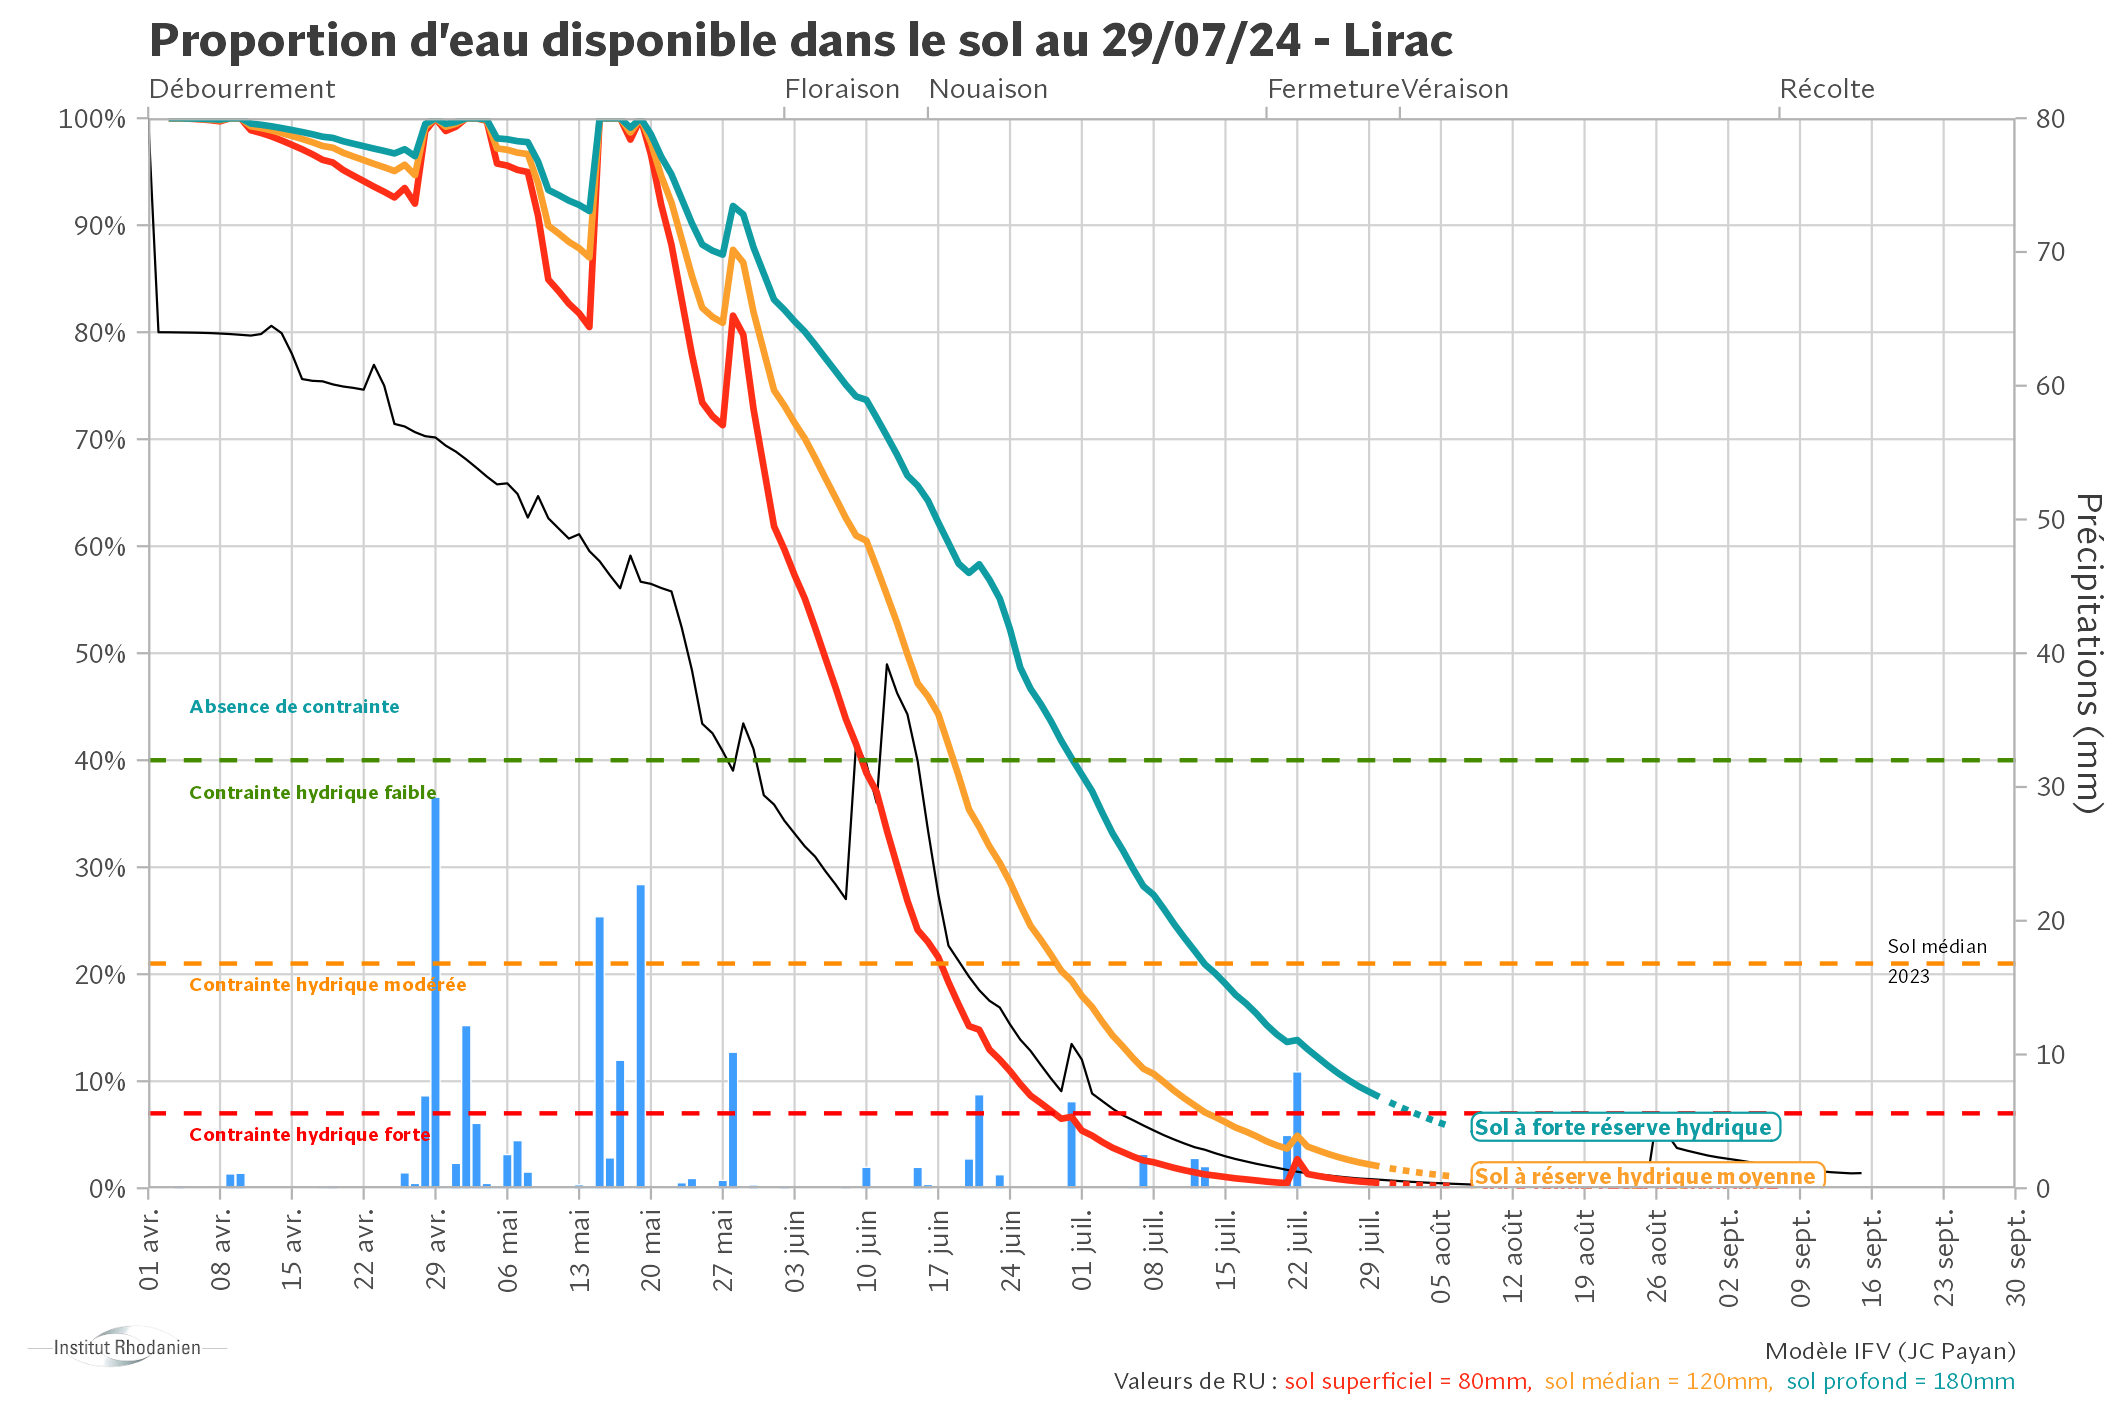 Proportion d'eau disponible dans le sol au 29/07/24 - Lirac
Débourrement Floraison Nouaison Fermeture Véraison Récolte
100% 80
90%
70
80%
60
70%
60% 50
50% 40
Précipitations (mm)
Absence de contrainte
40%
Contrainte hydrique faible
30
30%
Sol médian
20
20%
2023
Contrainte hydrique modérée
10%
10
Contrainte hydrique forte
Sol à forte réserve hydrique
Sol à réserve hydrique moyenne
0% 0
01 avr. 08 avr. 15 avr. 22 avr. 29 avr. 06 mai 13 mai 20 mai 27 mai 03 juin 10 juin 17 juin 24 juin 01 juil. 08 juil. 15 juil. 22 juil. 29 juil. 05 août 12 août 19 août 26 août 02 sept. 09 sept. 16 sept. 23 sept. 30 sept.
Institut Rhodanien
Modèle IFV (JC Payan)
Valeurs de RU : sol superficiel = 80mm, sol médian = 120mm, sol profond = 180mm